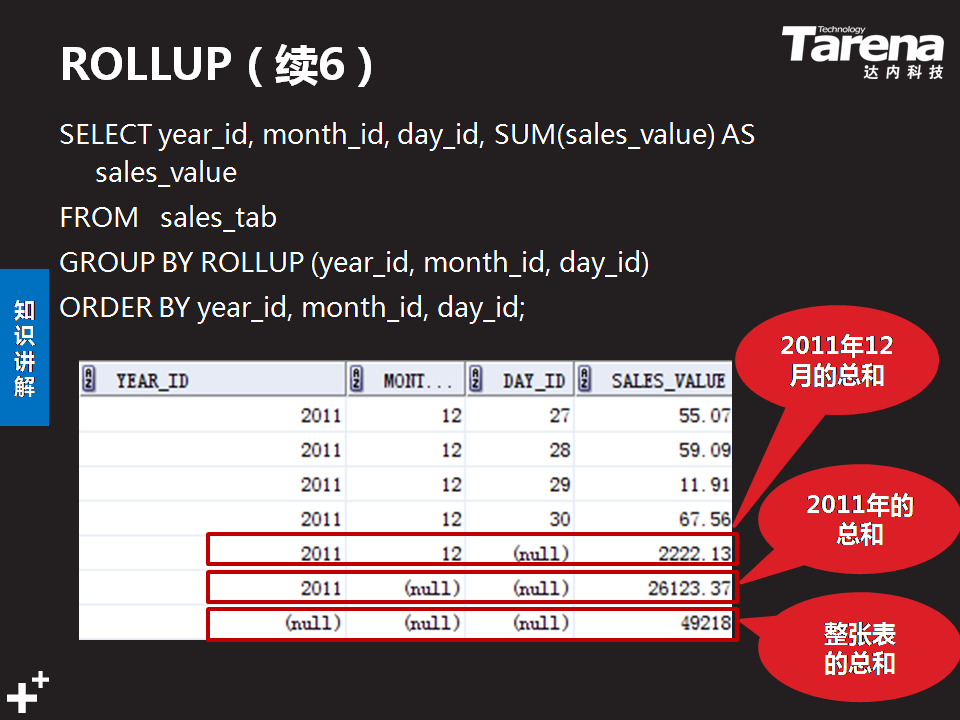 ROLLUP（续6）
Technology
Tarena
达内科技
SELECT year_id, month_id, day_id, SUM(sales_value) AS
sales_value
FROM sales_tab
GROUP BY ROLLUP (year_id, month_id, day_id)
ORDER BY year_id, month_id, day_id;
知识讲解
YEAR_ID MONT... DAY_ID SALES_VALUE
2011 12 27 55.07
2011 12 28 59.09
2011 12 29 11.91
2011 12 30 67.56
2011 12 (null) 2222.13
2011 (null) (null) 26123.37
(null) (null) (null) 49218
2011年12
月的总和
2011年的
总和
整张表
的总和